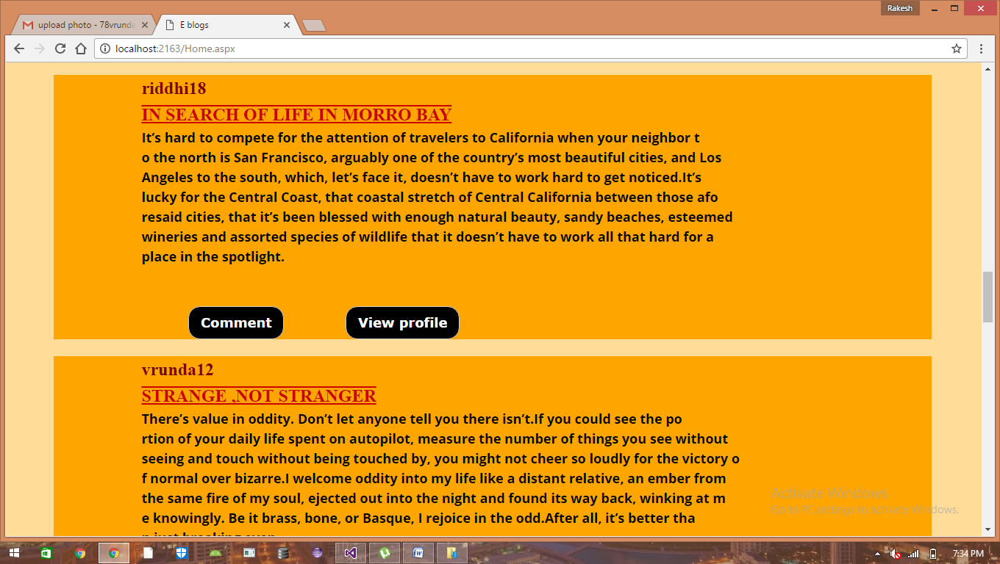 Rakesh
upload photo - 78vrunda
E blogs
localhost:2163/Home.aspx
riddhi18
IN SEARCH OF LIFE IN MORRO BAY
It’s hard to compete for the attention of travelers to California when your neighbor t
o the north is San Francisco, arguably one of the country’s most beautiful cities, and Los
Angeles to the south, which, let’s face it, doesn’t have to work hard to get noticed.It’s
lucky for the Central Coast, that coastal stretch of Central California between those afo
resaid cities, that it’s been blessed with enough natural beauty, sandy beaches, esteemed
wineries and assorted species of wildlife that it doesn’t have to work all that hard for a
place in the spotlight.
Comment
View profile
vrunda12
STRANGE ,NOT STRANGER
There’s value in oddity. Don’t let anyone tell you there isn’t.If you could see the po
rtion of your daily life spent on autopilot, measure the number of things you see without
seeing and touch without being touched by, you might not cheer so loudly for the victory o
f normal over bizarre.I welcome oddity into my life like a distant relative, an ember from
the same fire of my soul, ejected out into the night and found its way back, winking at m
e knowingly. Be it brass, bone, or Basque, I rejoice in the odd.After all, it’s better tha
n just breaking even
Activate Windows
Go to PC settings to activate Windows.
7:34 PM